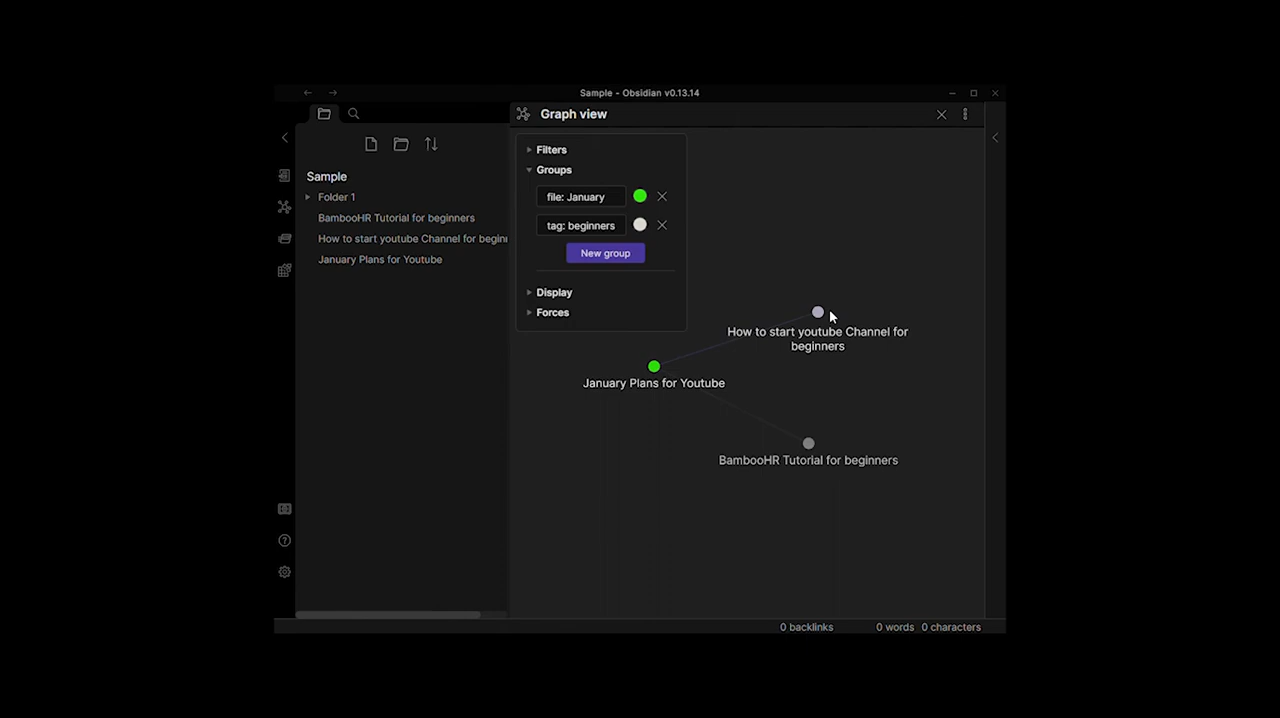 Sample - Obsidian v0.13.14
Graph view
Sample
Folder 1
BambooHR Tutorial for beginners
How to start youtube Channel for begin
January Plans for Youtube
Filters
Groups
file: January
tag: beginners
New group
Display
Forces
How to start youtube Channel for
beginners
January Plans for Youtube
BambooHR Tutorial for beginners
0 backlinks
0 words
0 characters